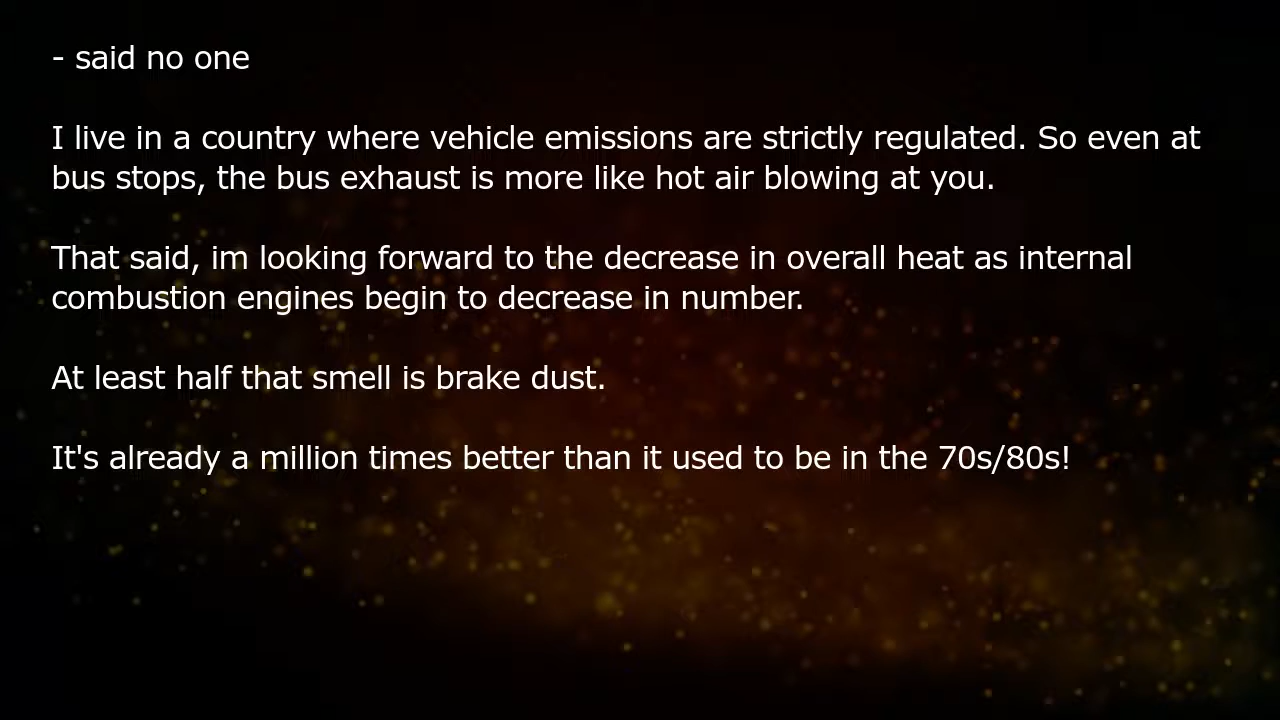 - said no one
I live in a country where vehicle emissions are strictly regulated. So even at
bus stops, the bus exhaust is more like hot air blowing at you.
That said, im looking forward to the decrease in overall heat as internal
combustion engines begin to decrease in number.
At least half that smell is brake dust.
It's already a million times better than it used to be in the 70s/80s!